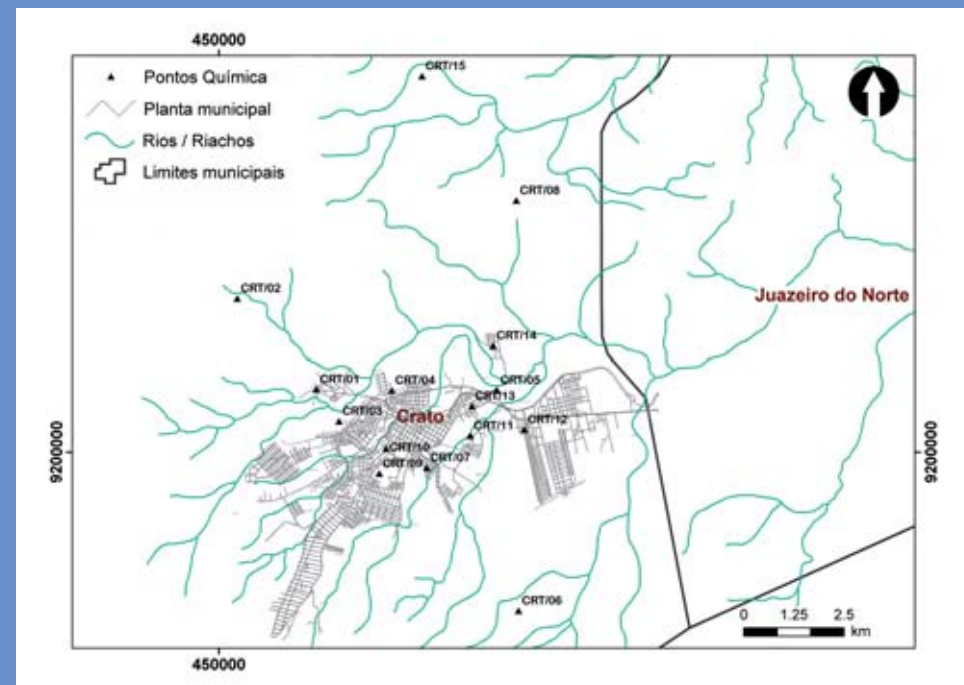 450000
CRT/15
Pontos Química
Planta municipal
Rios / Riachos
Limites municipais
CRT/08
CRT/02
Juazeiro do Norte
CRT/14
CRT/01
CRT/04
CRT/05
CRT/13
CRT/03
Crato
CRT/11
CRT/12
9200000
9200000
CRT/10
CRT/09
CRT/07
CRT/06
0 1.25 2.5
km
450000